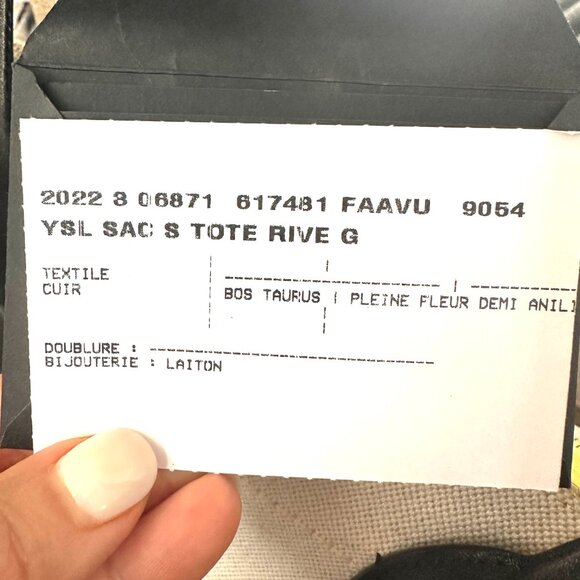 2022 8 06871 617481 FAAVU 9054
YSL SAC S TOTE RIVE G
TEXTILE
CUIR BOS TAURUS | PLEINE FLEUR DEMI ANILI
DOUBLURE :
BIJOUTERIE : LAITON